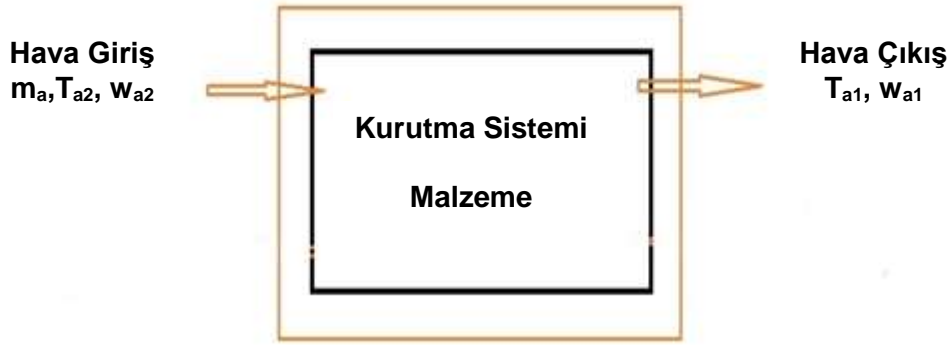 Hava Giriş
mₐ,Tₐ₂, wₐ₂
Hava Çıkış
Tₐ₁, wₐ₁
Kurutma Sistemi
Malzeme